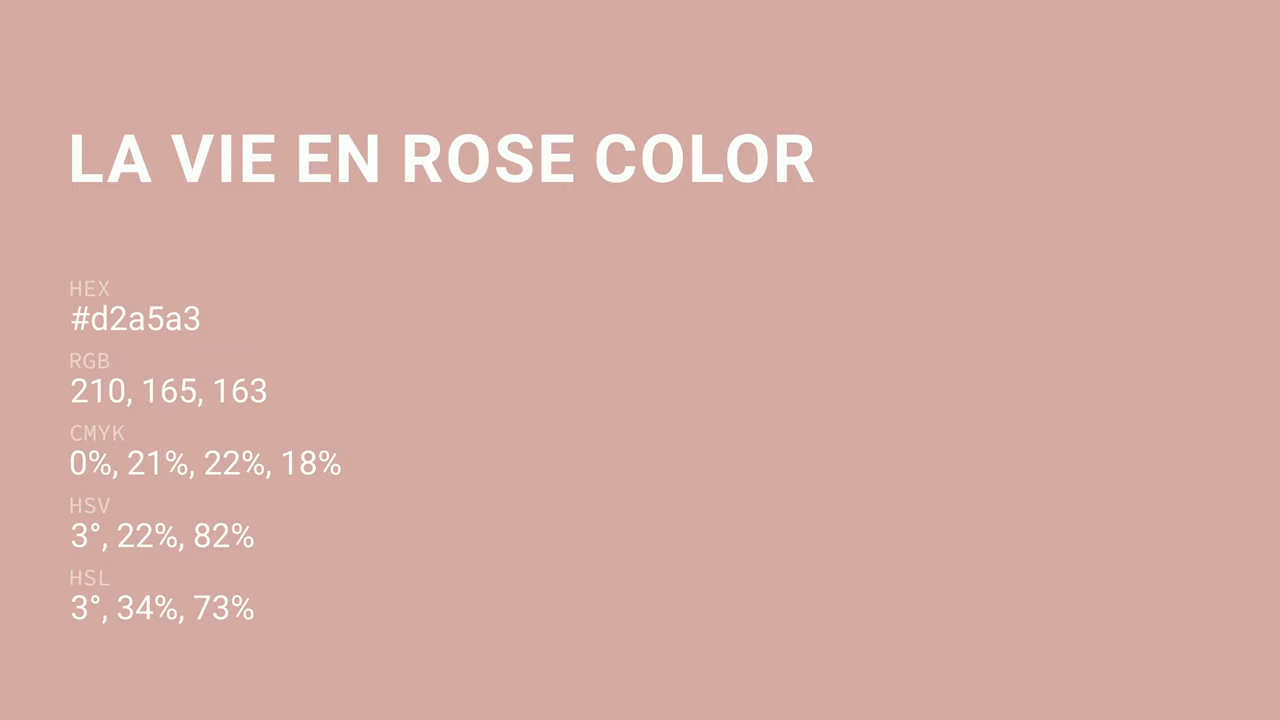 LA VIE EN ROSE COLOR
HEX
#d2a5a3
RGB
210, 165, 163
CMYK
0%, 21%, 22%, 18%
HSV
3°, 22%, 82%
HSL
3°, 34%, 73%